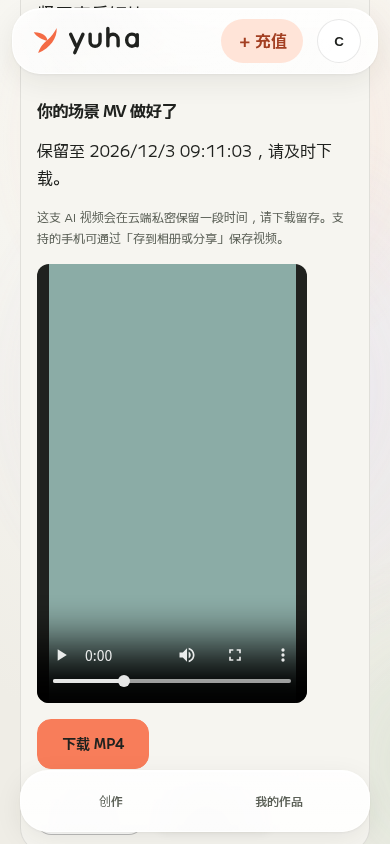 yuha
+ 充值
C
你的场景 MV 做好了
保留至 2026/12/3 09:11:03，请及时下
载。
这支 AI 视频会在云端私密保留一段时间，请下载留存。支
持的手机可通过「存到相册或分享」保存视频。
0:00
下载 MP4
创作
我的作品